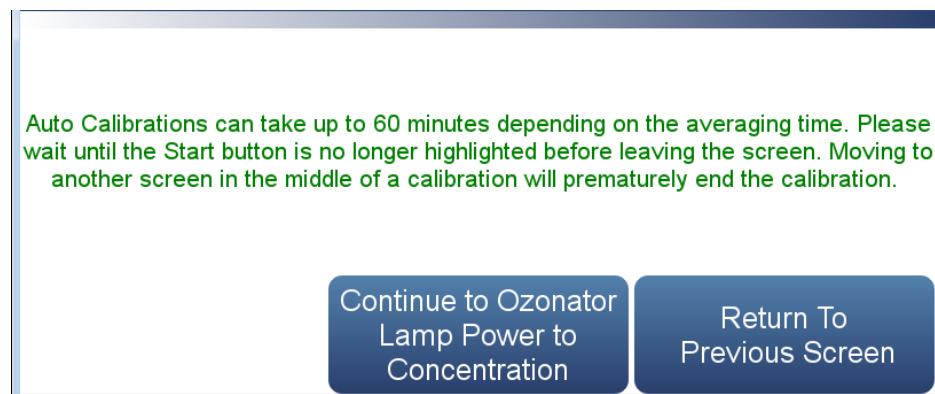 Auto Calibrations can take up to 60 minutes depending on the averaging time. Please
wait until the Start button is no longer highlighted before leaving the screen. Moving to
another screen in the middle of a calibration will prematurely end the calibration.
Continue to Ozonator
Lamp Power to
Concentration
Return To
Previous Screen